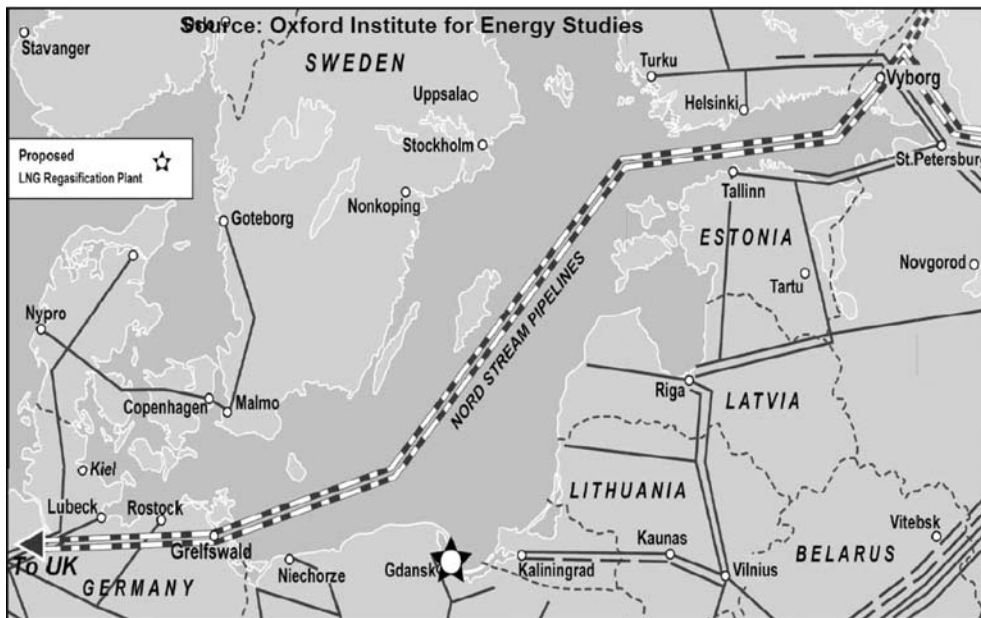 Oslo
Source: Oxford Institute for Energy Studies
Stavanger
SWEDEN
Turku
Vyborg
Uppsala
Helsinki
Proposed
LNG Regasification Plant
Stockholm
St.Petersburg
Tallinn
Nonkoping
Goteborg
ESTONIA
Novgorod
Tartu
NORD STREAM PIPELINES
Nypro
Riga
LATVIA
Copenhagen
Malmo
Kiel
LITHUANIA
Lubeck
Rostock
Vitebsk
Kaunas
Grelfswald
BELARUS
To UK
Niechorze
Gdansk
Kaliningrad
Vilnius
GERMANY